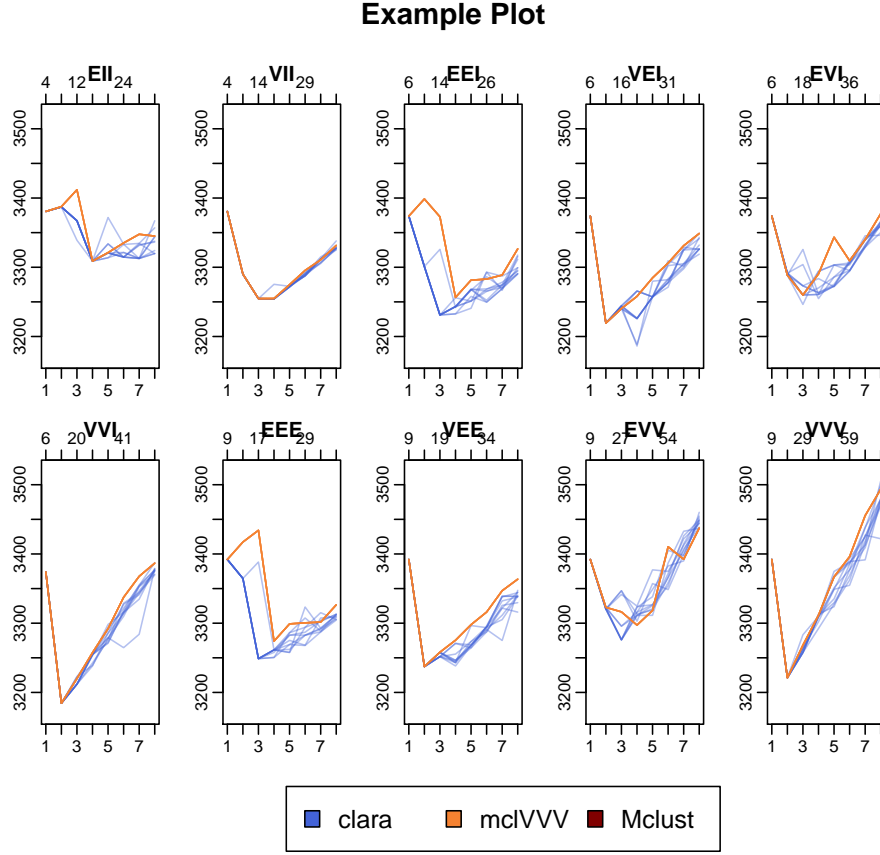 Example Plot
EII VII EEI VEI EVI
4 12 24 4 14 29 6 14 26 6 16 31 6 18 36
3500 3500 3500 3500 3500
3400 3400 3400 3400 3400
3300 3300 3300 3300 3300
3200 3200 3200 3200 3200
1 3 5 7 1 3 5 7 1 3 5 7 1 3 5 7 1 3 5 7
VVI EEE VEE EVV VVV
6 20 41 9 17 29 9 19 34 9 27 54 9 29 59
3500 3500 3500 3500 3500
3400 3400 3400 3400 3400
3300 3300 3300 3300 3300
3200 3200 3200 3200 3200
1 3 5 7 1 3 5 7 1 3 5 7 1 3 5 7 1 3 5 7
clara mclVVV Mclust